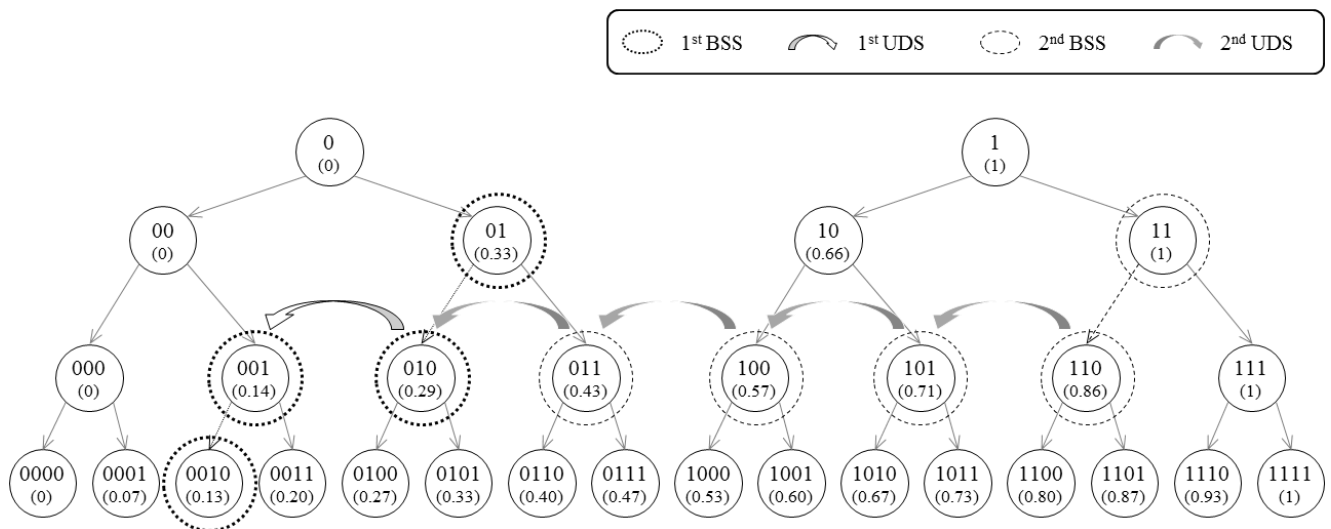 1st BSS 1st UDS 2nd BSS 2nd UDS
0 1
(0) (1)
00 01 10 11
(0) (0.33) (0.66) (1)
000 001 010 011 100 101 110 111
(0) (0.14) (0.29) (0.43) (0.57) (0.71) (0.86) (1)
0000 0001 0010 0011 0100 0101 0110 0111 1000 1001 1010 1011 1100 1101 1110 1111
(0) (0.07) (0.13) (0.20) (0.27) (0.33) (0.40) (0.47) (0.53) (0.60) (0.67) (0.73) (0.80) (0.87) (0.93) (1)